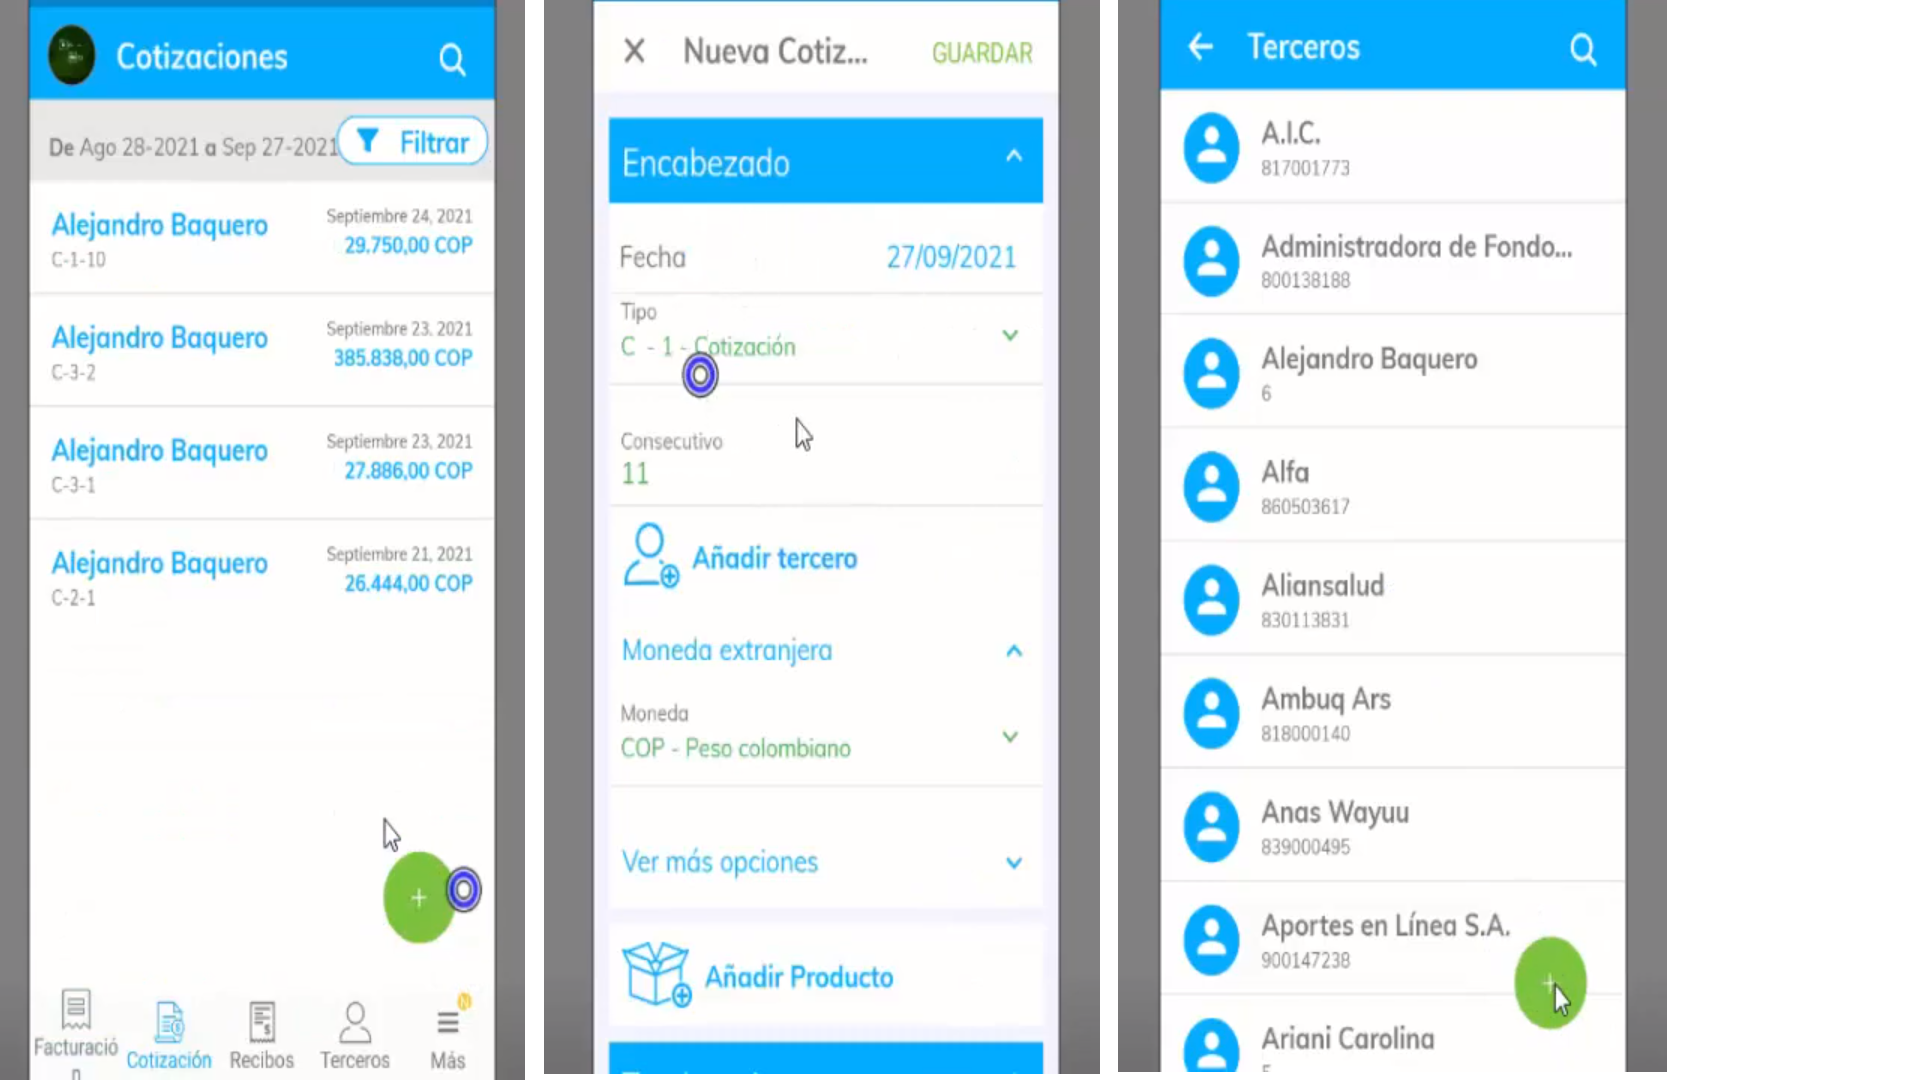 Cotizaciones
De Ago 28-2021 a Sep 27-2021
Filtrar
Alejandro Baquero
Septiembre 24, 2021
C-1-10
29.750,00 COP
Alejandro Baquero
Septiembre 23, 2021
C-3-2
385.838,00 COP
Alejandro Baquero
Septiembre 23, 2021
C-3-1
27.886,00 COP
Alejandro Baquero
Septiembre 21, 2021
C-2-1
26.444,00 COP
+
N
Facturació
n
Cotización
Recibos
Terceros
Más
Nueva Cotiz...
GUARDAR
Encabezado
Fecha
27/09/2021
Tipo
C - 1 - Cotización
Consecutivo
11
Añadir tercero
Moneda extranjera
Moneda
COP - Peso colombiano
Ver más opciones
Añadir Producto
Terceros
A.I.C.
817001773
Administradora de Fondo...
800138188
Alejandro Baquero
6
Alfa
860503617
Aliansalud
830113831
Ambuq Ars
818000140
Anas Wayuu
839000495
Aportes en Línea S.A.
900147238
+
Ariani Carolina